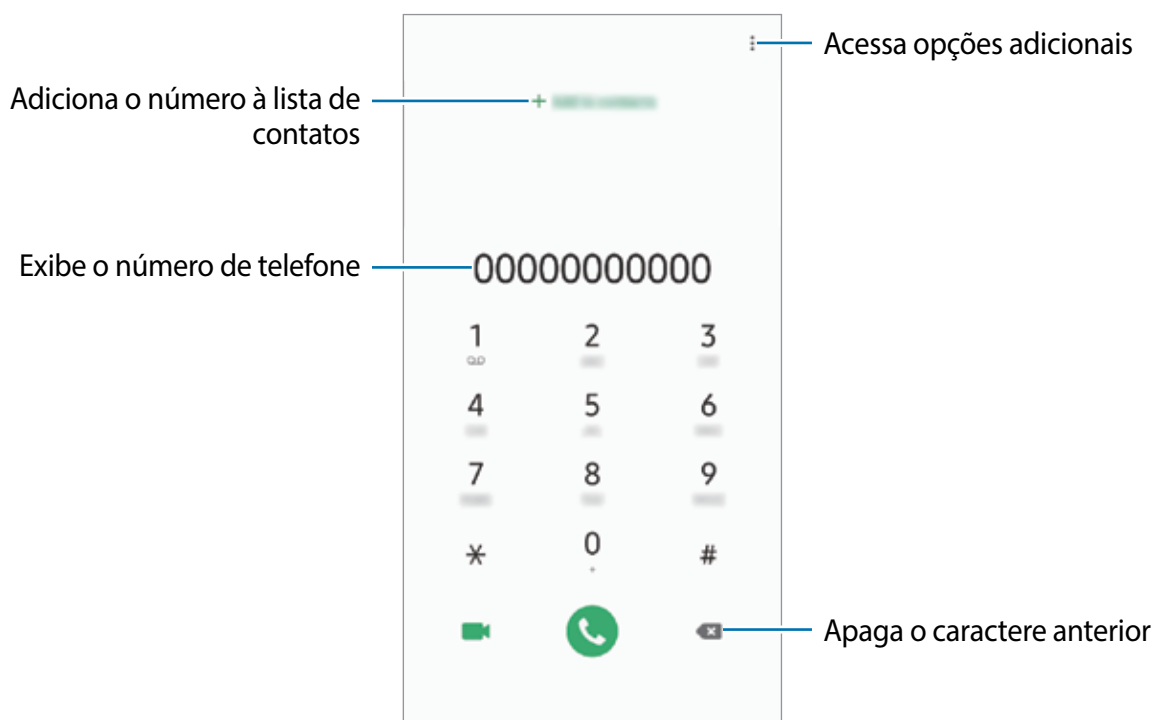 Acessa opções adicionais
Adiciona o número à lista de
contatos
+
Exibe o número de telefone
00000000000
1 2 3
4 5 6
7 8 9
* 0 #
+
Apaga o caractere anterior